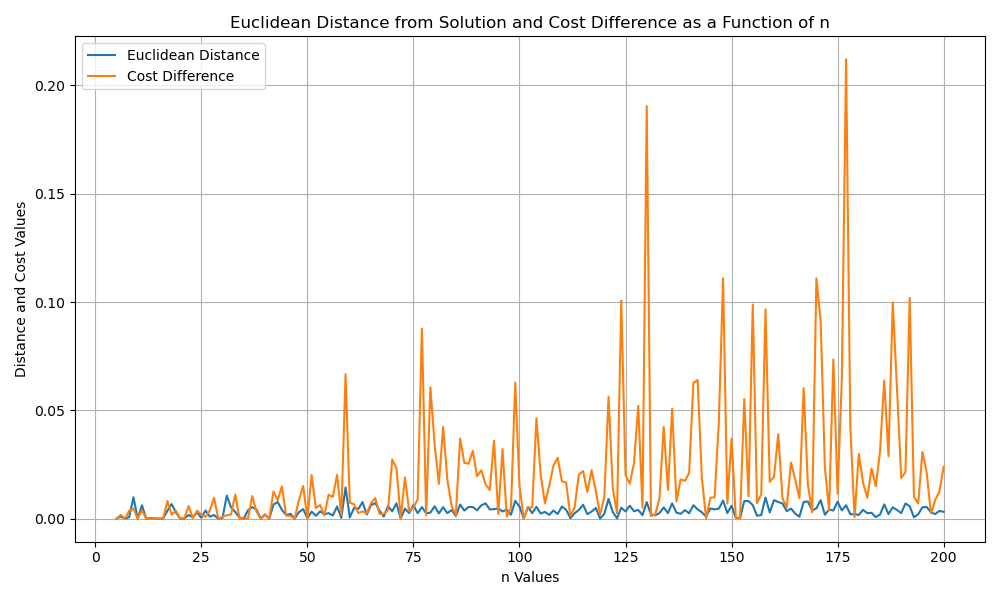 Euclidean Distance from Solution and Cost Difference as a Function of n
Euclidean Distance
Cost Difference
Distance and Cost Values
0.20
0.15
0.10
0.05
0.00
0 25 50 75 100 125 150 175 200
n Values